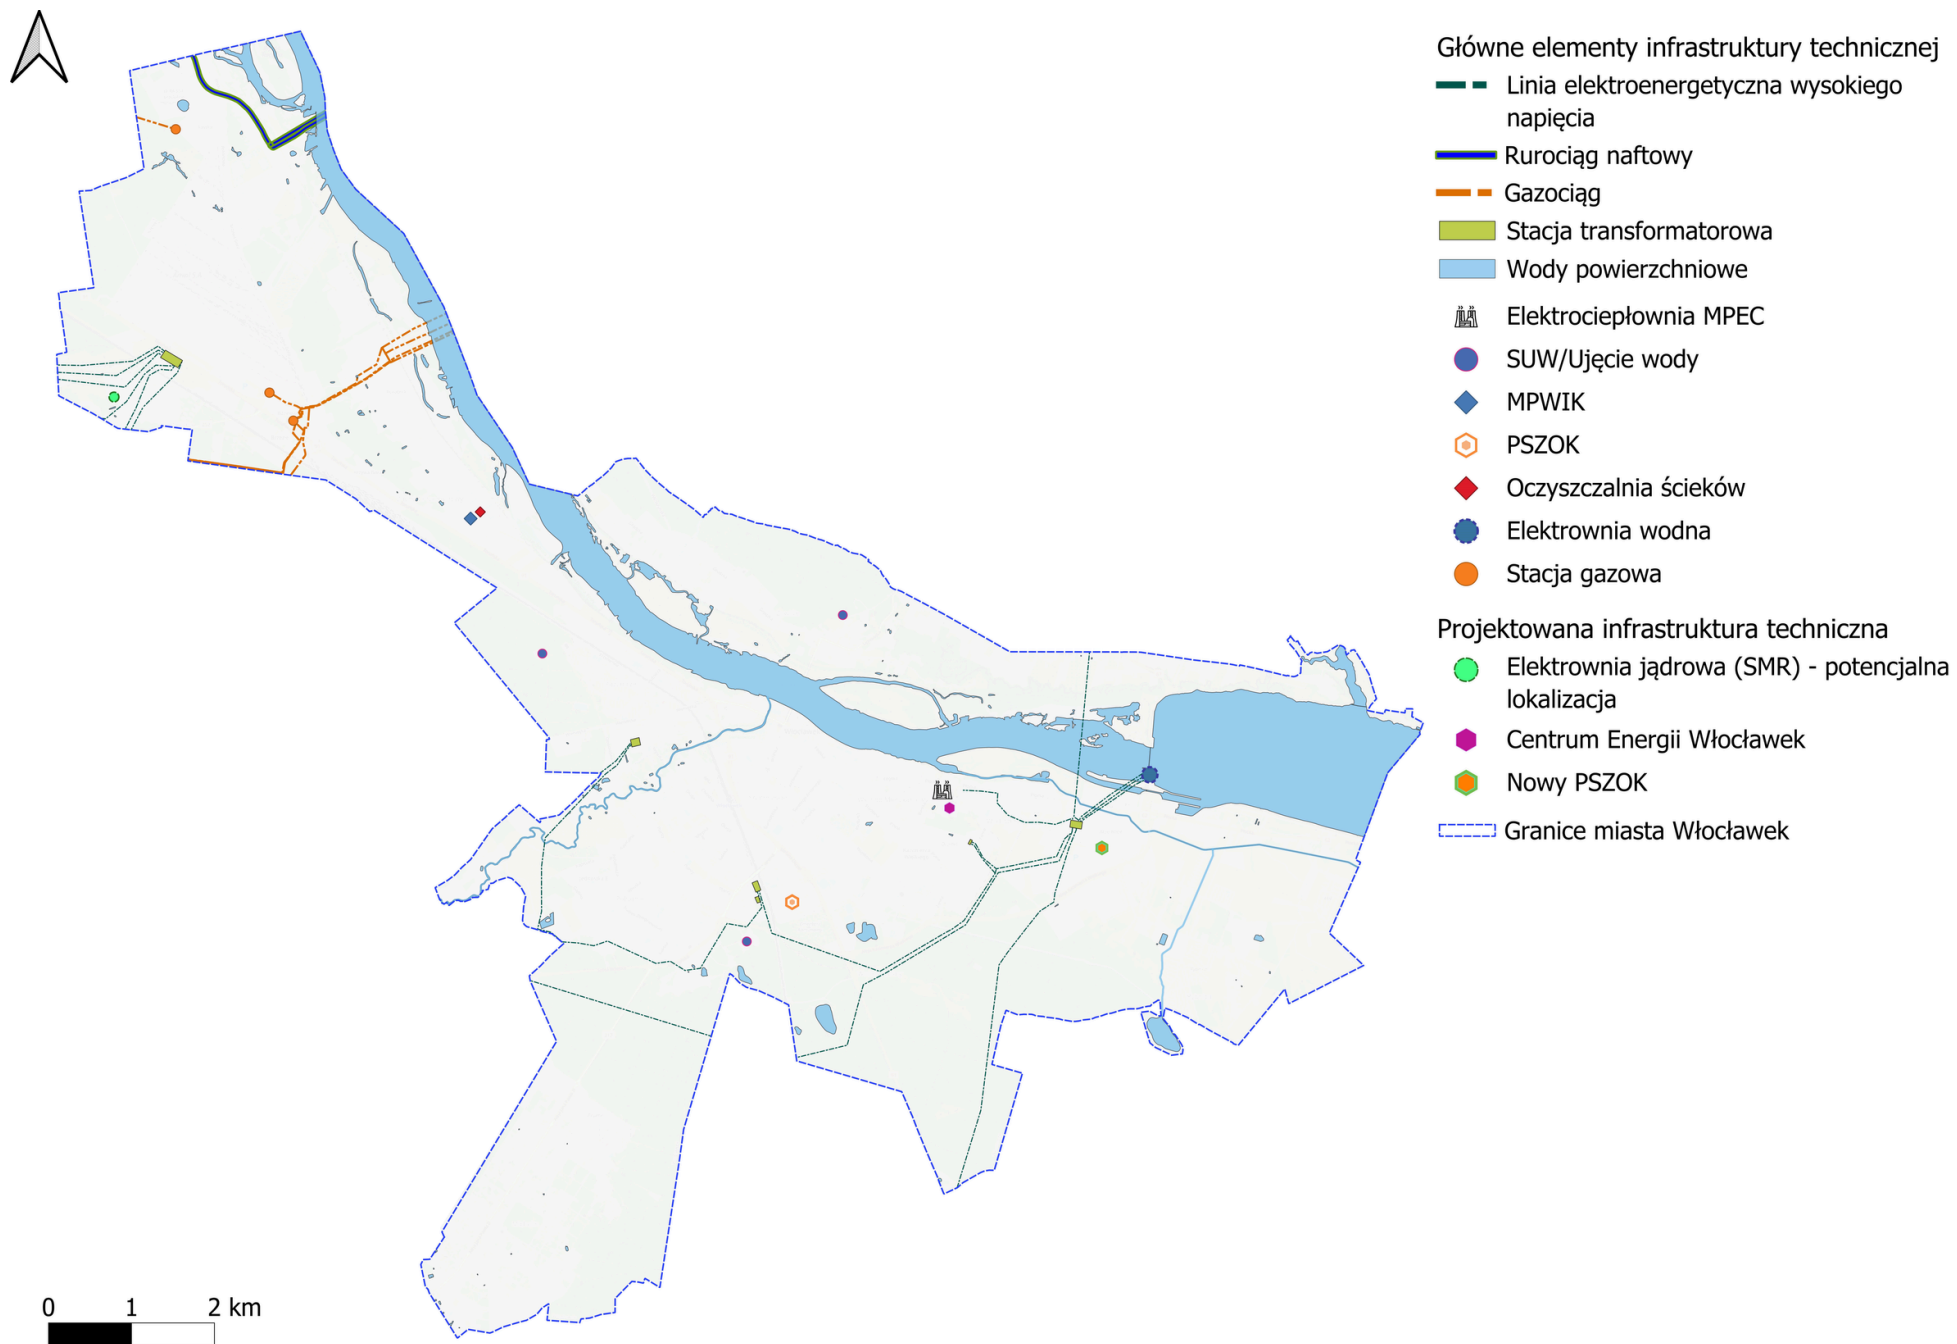 Główne elementy infrastruktury technicznej
Linia elektroenergetyczna wysokiego
napięcia
Rurociąg naftowy
Gazociąg
Stacja transformatorowa
Wody powierzchniowe
Elektrociepłownia MPEC
SUW/Ujęcie wody
MPWIK
PSZOK
Oczyszczalnia ścieków
Elektrownia wodna
Stacja gazowa
Projektowana infrastruktura techniczna
Elektrownia jądrowa (SMR) - potencjalna
lokalizacja
Centrum Energii Włocławek
Nowy PSZOK
Granice miasta Włocławek
0 1 2 km